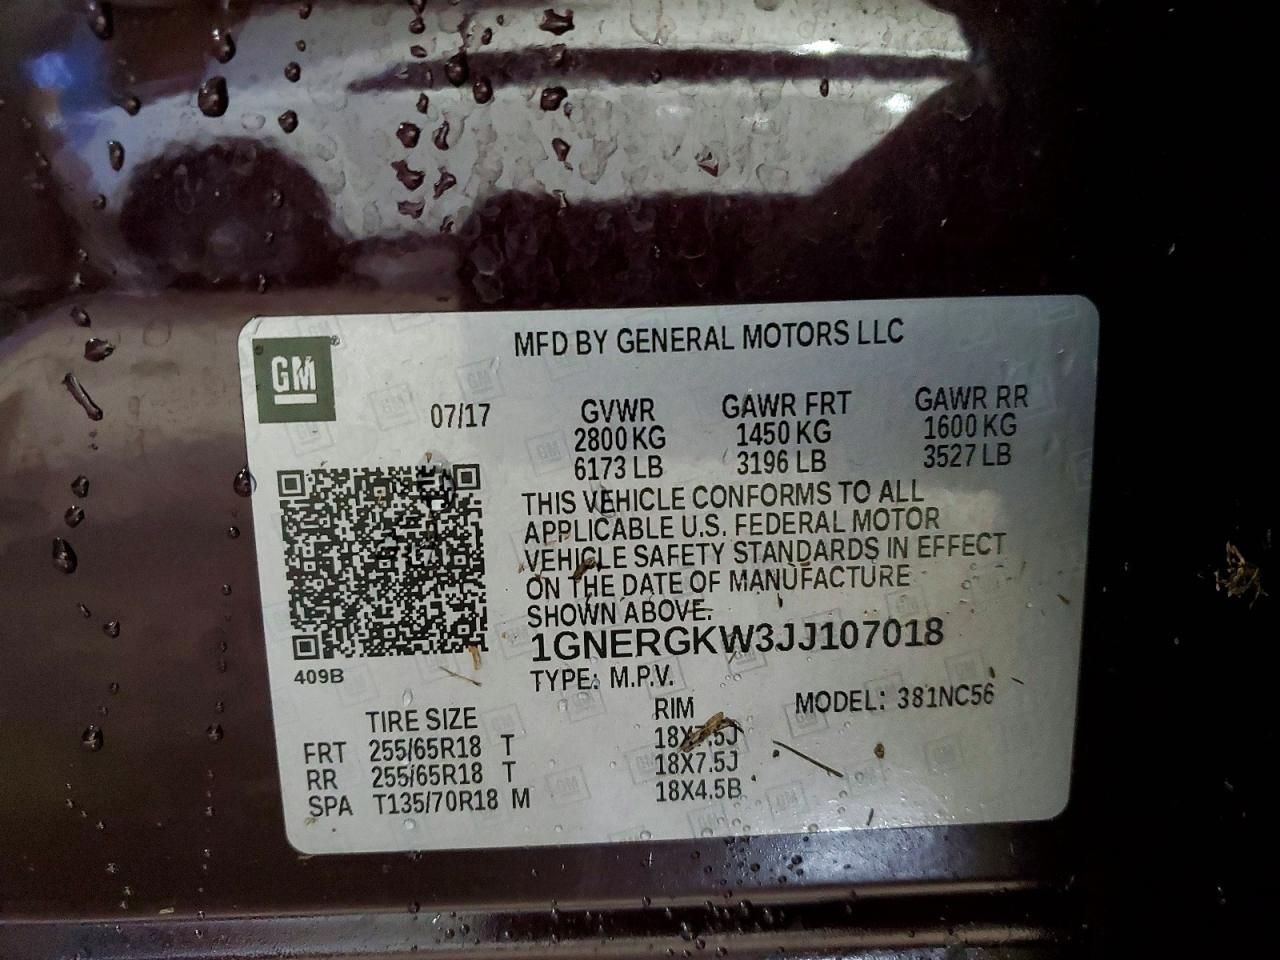 MFD BY GENERAL MOTORS LLC
GM
07/17
GVWR GAWR FRT GAWR RR
2800 KG 1450 KG 1600 KG
6173 LB 3196 LB 3527 LB
THIS VEHICLE CONFORMS TO ALL
APPLICABLE U.S. FEDERAL MOTOR
VEHICLE SAFETY STANDARDS IN EFFECT
ON THE DATE OF MANUFACTURE
SHOWN ABOVE.
1GNERGKW3JJ107018
409B
TYPE: M.P.V.
MODEL: 381NC56
TIRE SIZE RIM
FRT 255/65R18 T 18X7.5J
RR 255/65R18 T 18X7.5J
SPA T135/70R18 M 18X4.5B